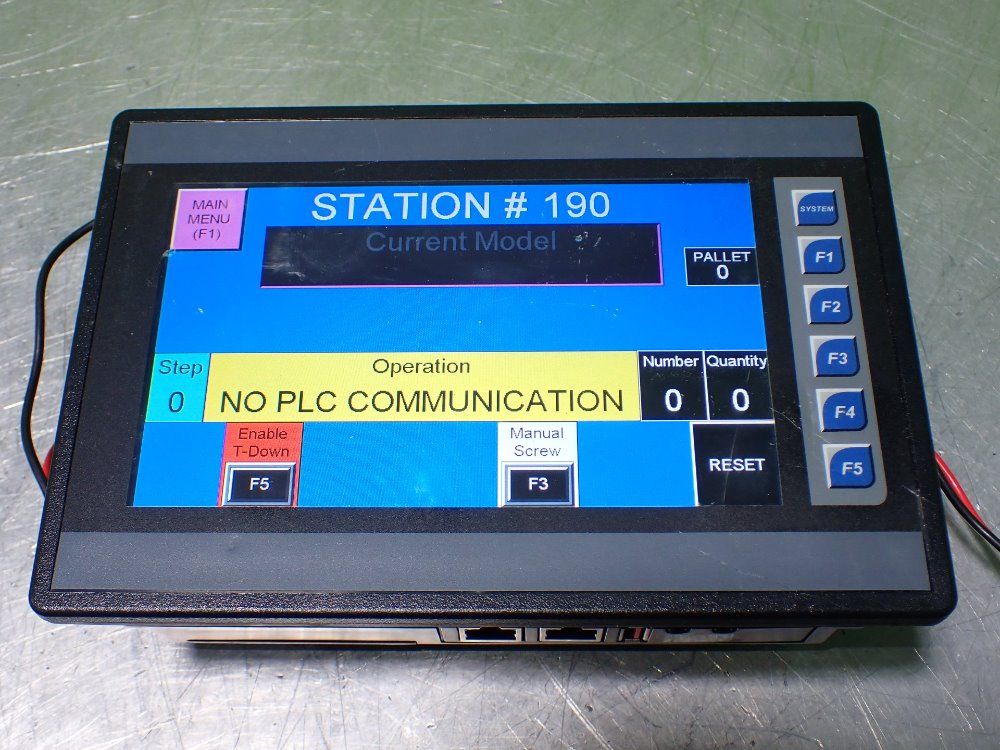 MAIN
MENU
(F1)
STATION # 190
Current Model
PALLET
0
Step
0
Operation
NO PLC COMMUNICATION
Number
0
Quantity
0
Enable
T-Down
F5
Manual
Screw
F3
RESET
SYSTEM
F1
F2
F3
F4
F5